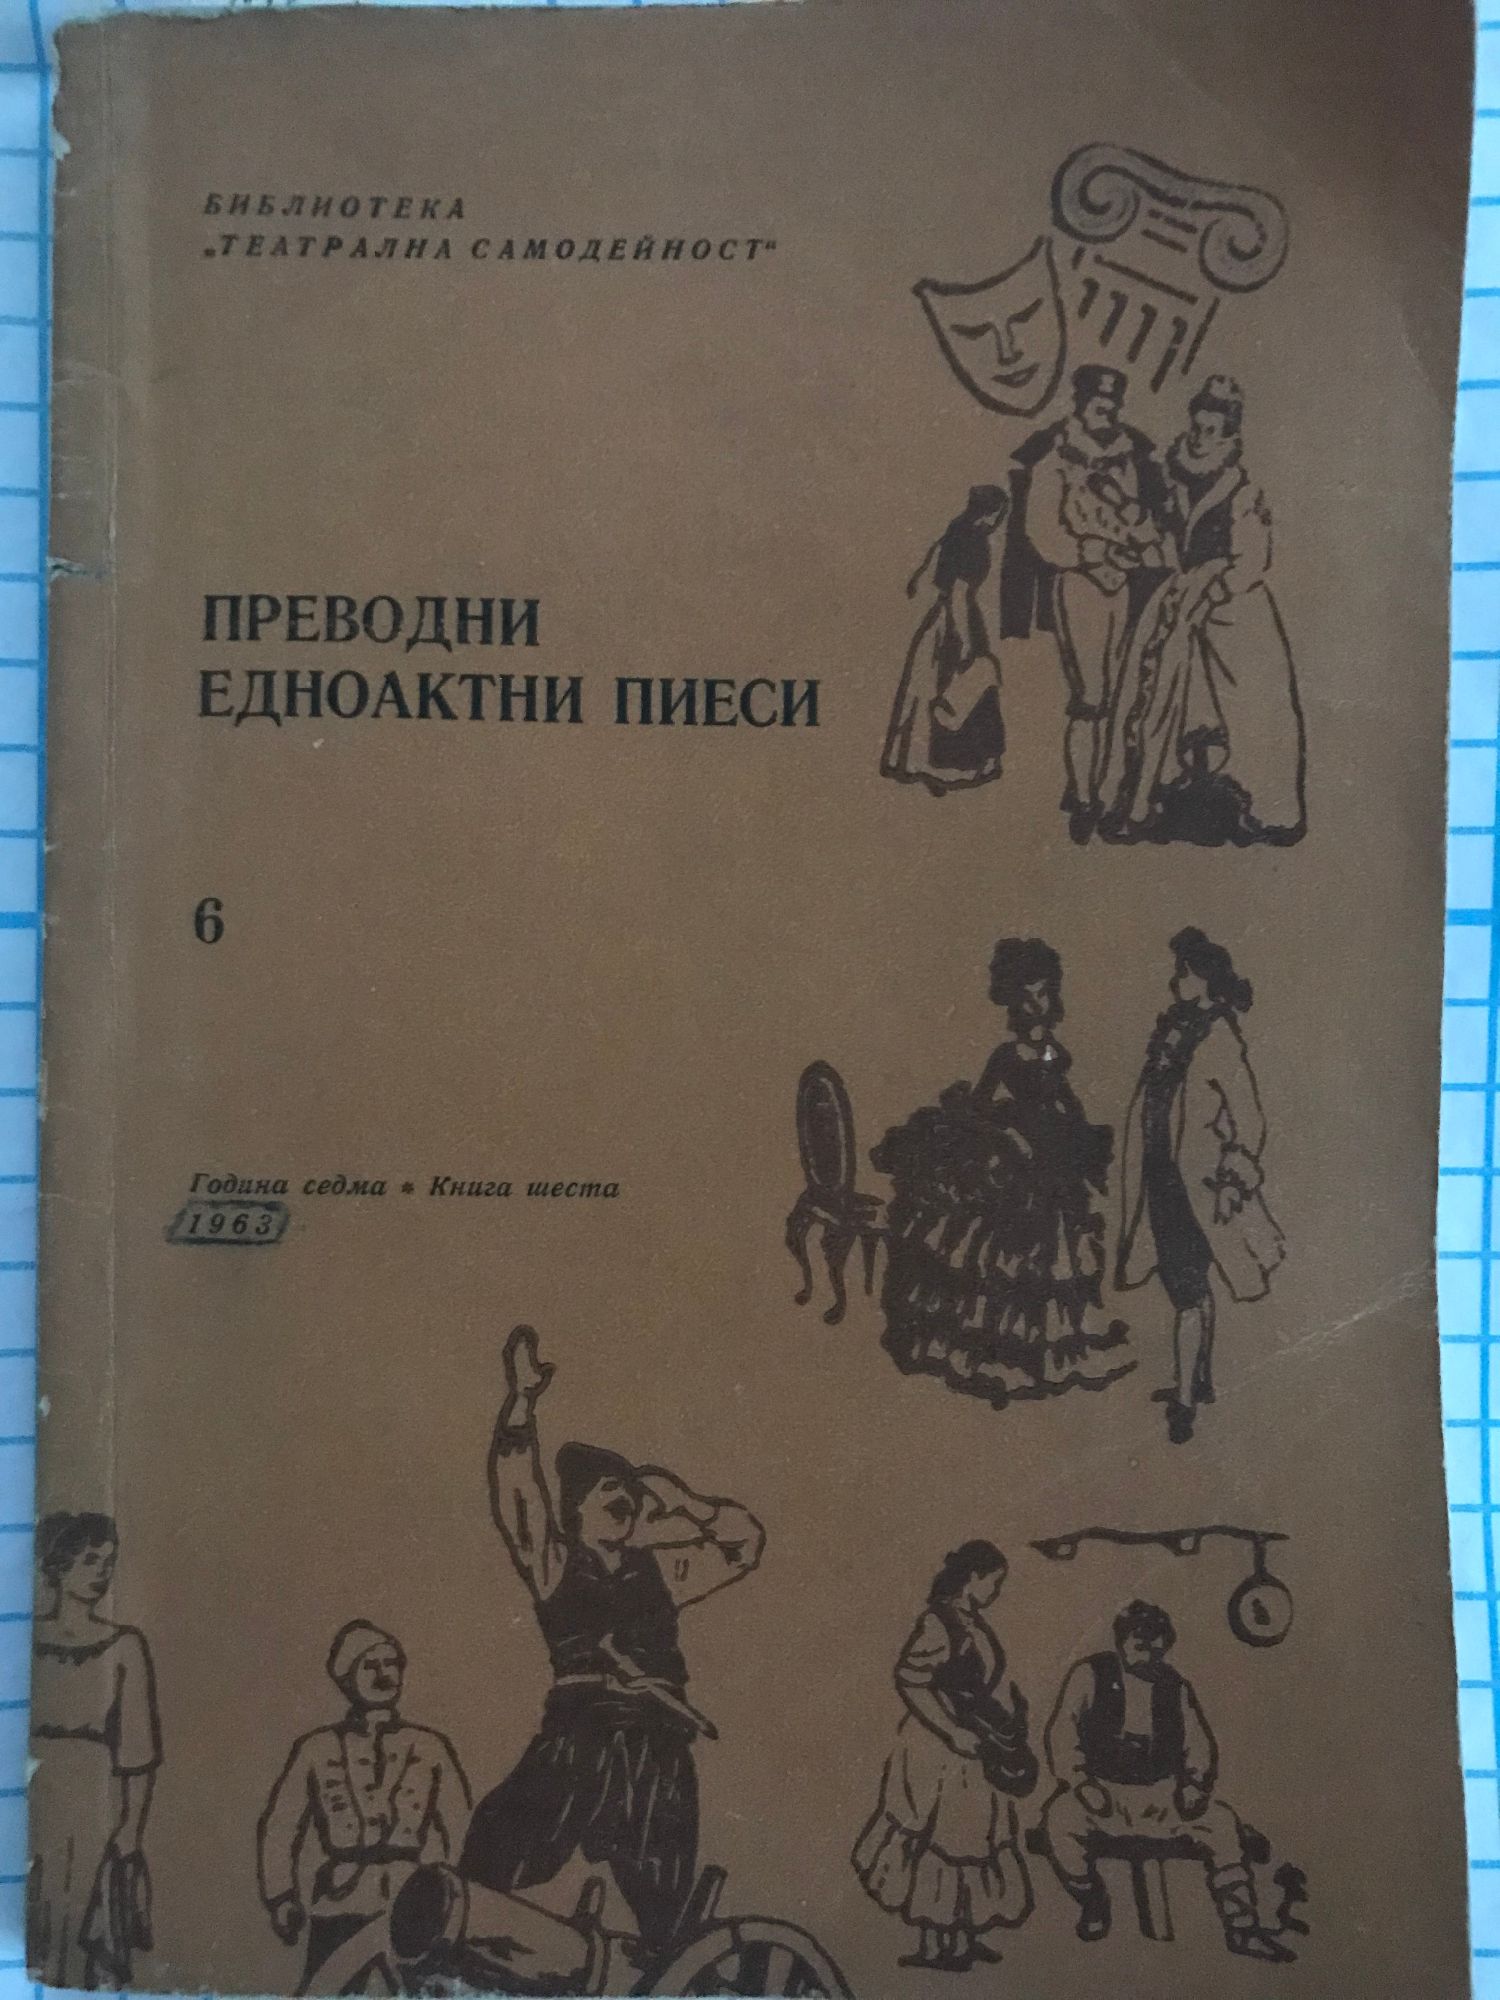 БИБЛИОТЕКА
„ТЕАТРАЛНА САМОДЕЙНОСТ“
ПРЕВОДНИ
ЕДНОАКТНИ ПИЕСИ
6
Година седма * Книга шеста
1963